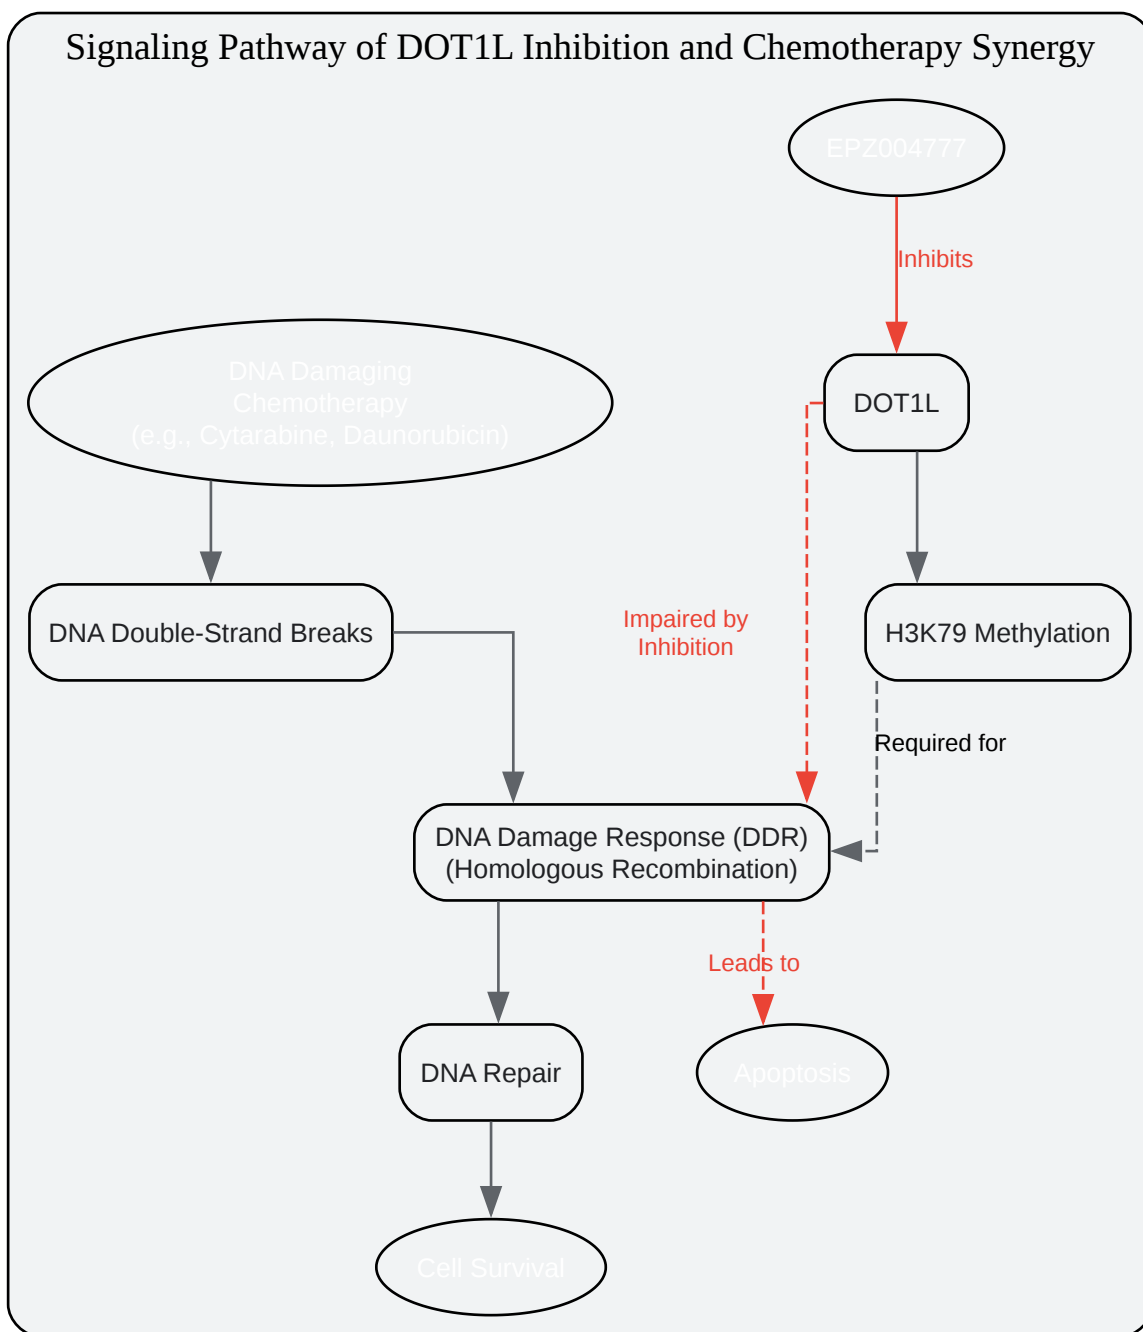 Signaling Pathway of DOT1L Inhibition and Chemotherapy Synergy
EPZ004777
Inhibits
DNA Damaging
Chemotherapy
(e.g., Cytarabine, Daunorubicin)
DOT1L
DNA Double-Strand Breaks
Impaired by
Inhibition
H3K79 Methylation
Required for
DNA Damage Response (DDR)
(Homologous Recombination)
Leads to
DNA Repair
Apoptosis
Cell Survival